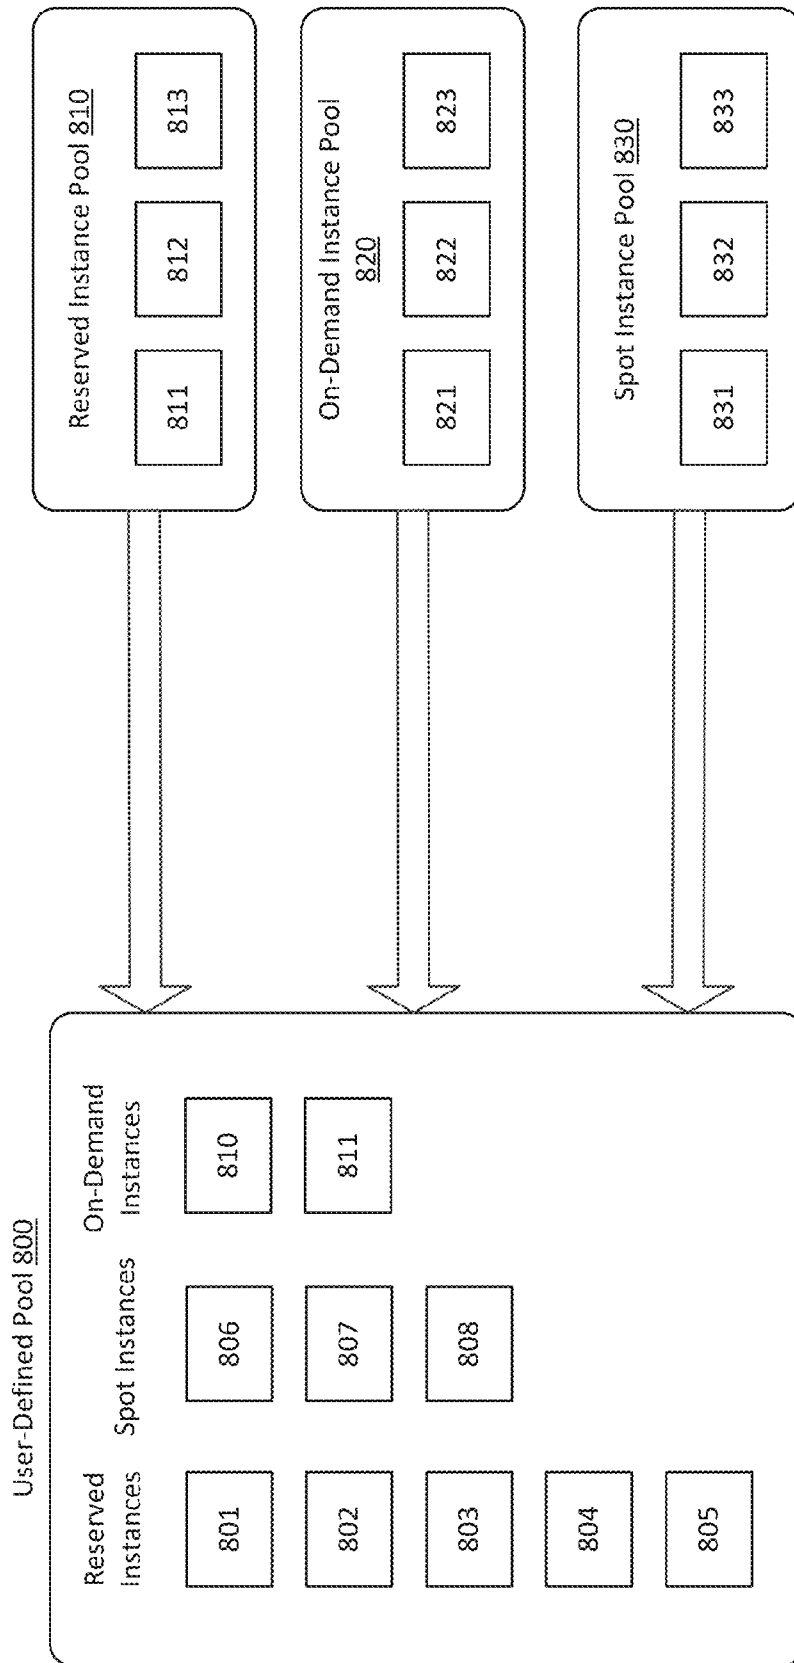 User-Defined Pool 800
Reserved
Instances
Spot Instances
On-Demand
Instances
801
806
810
802
807
811
803
808
804
805
Reserved Instance Pool 810
811
812
813
On-Demand Instance Pool
820
821
822
823
Spot Instance Pool 830
831
832
833